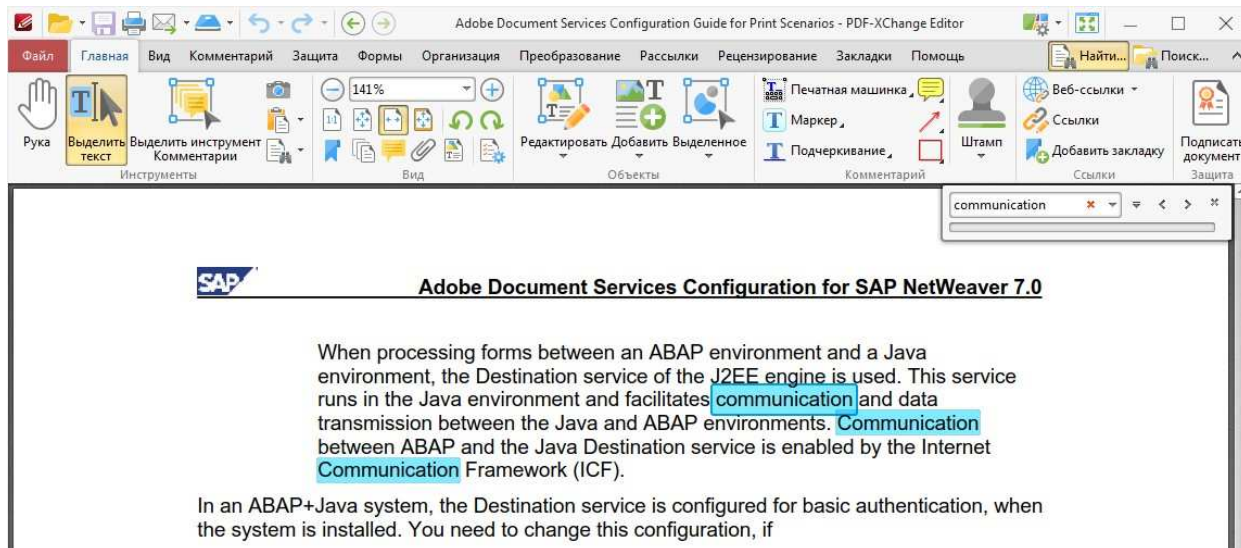 Adobe Document Services Configuration Guide for Print Scenarios - PDF-XChange Editor
Файл Главная Вид Комментарий Защита Формы Организация Преобразование Рассылки Рецензирование Закладки Помощь Найти... Поиск...
Рука
Выделить текст
Выделить инструмент Комментарии
141%
1:1
Редактировать Добавить Выделенное
Печатная машинка
Маркер
Подчеркивание
Штамп
Веб-ссылки
Ссылки
Добавить закладку
Подписать документ
Инструменты Вид Объекты Комментарий Ссылки Защита
communication
SAP Adobe Document Services Configuration for SAP NetWeaver 7.0
When processing forms between an ABAP environment and a Java
environment, the Destination service of the J2EE engine is used. This service
runs in the Java environment and facilitates communication and data
transmission between the Java and ABAP environments. Communication
between ABAP and the Java Destination service is enabled by the Internet
Communication Framework (ICF).
In an ABAP+Java system, the Destination service is configured for basic authentication, when
the system is installed. You need to change this configuration, if